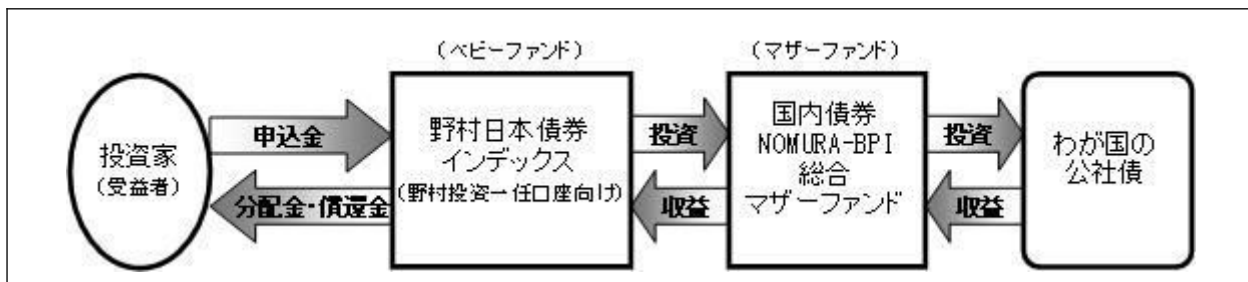 (ベビーファンド)
(マザーファンド)
投資家
(受益者)
申込金
分配金・償還金
野村日本債券
インデックス
(野村投資一任口座向け)
投資
収益
国内債券
NOMURA-BPI
総合
マザーファンド
投資
収益
わが国の
公社債